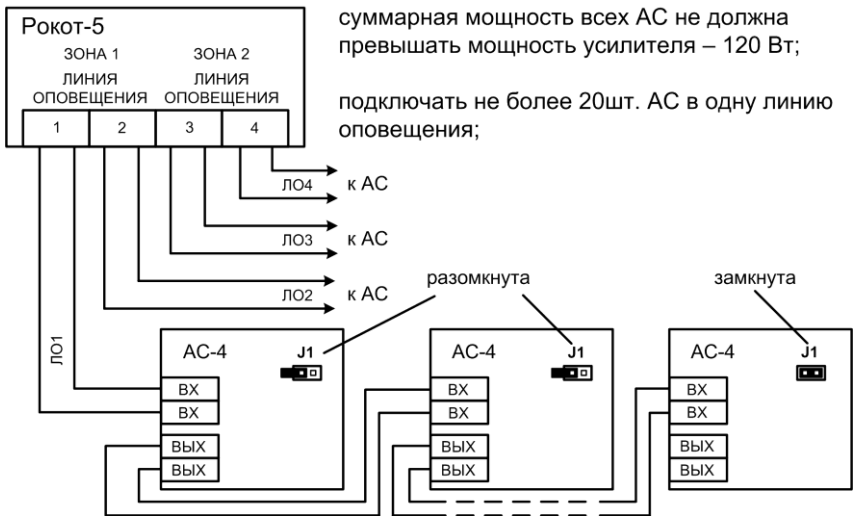 Рокот-5
ЗОНА 1
ЗОНА 2
ЛИНИЯ ОПОВЕЩЕНИЯ
ЛИНИЯ ОПОВЕЩЕНИЯ
1
2
3
4
суммарная мощность всех АС не должна
превышать мощность усилителя – 120 Вт;
подключать не более 20шт. АС в одну линию
оповещения;
ЛО4
к АС
ЛО3
к АС
ЛО2
к АС
ЛО1
разомкнута
замкнута
АС-4
J1
ВХ
ВХ
ВЫХ
ВЫХ
АС-4
J1
ВХ
ВХ
ВЫХ
ВЫХ
АС-4
J1
ВХ
ВХ
ВЫХ
ВЫХ